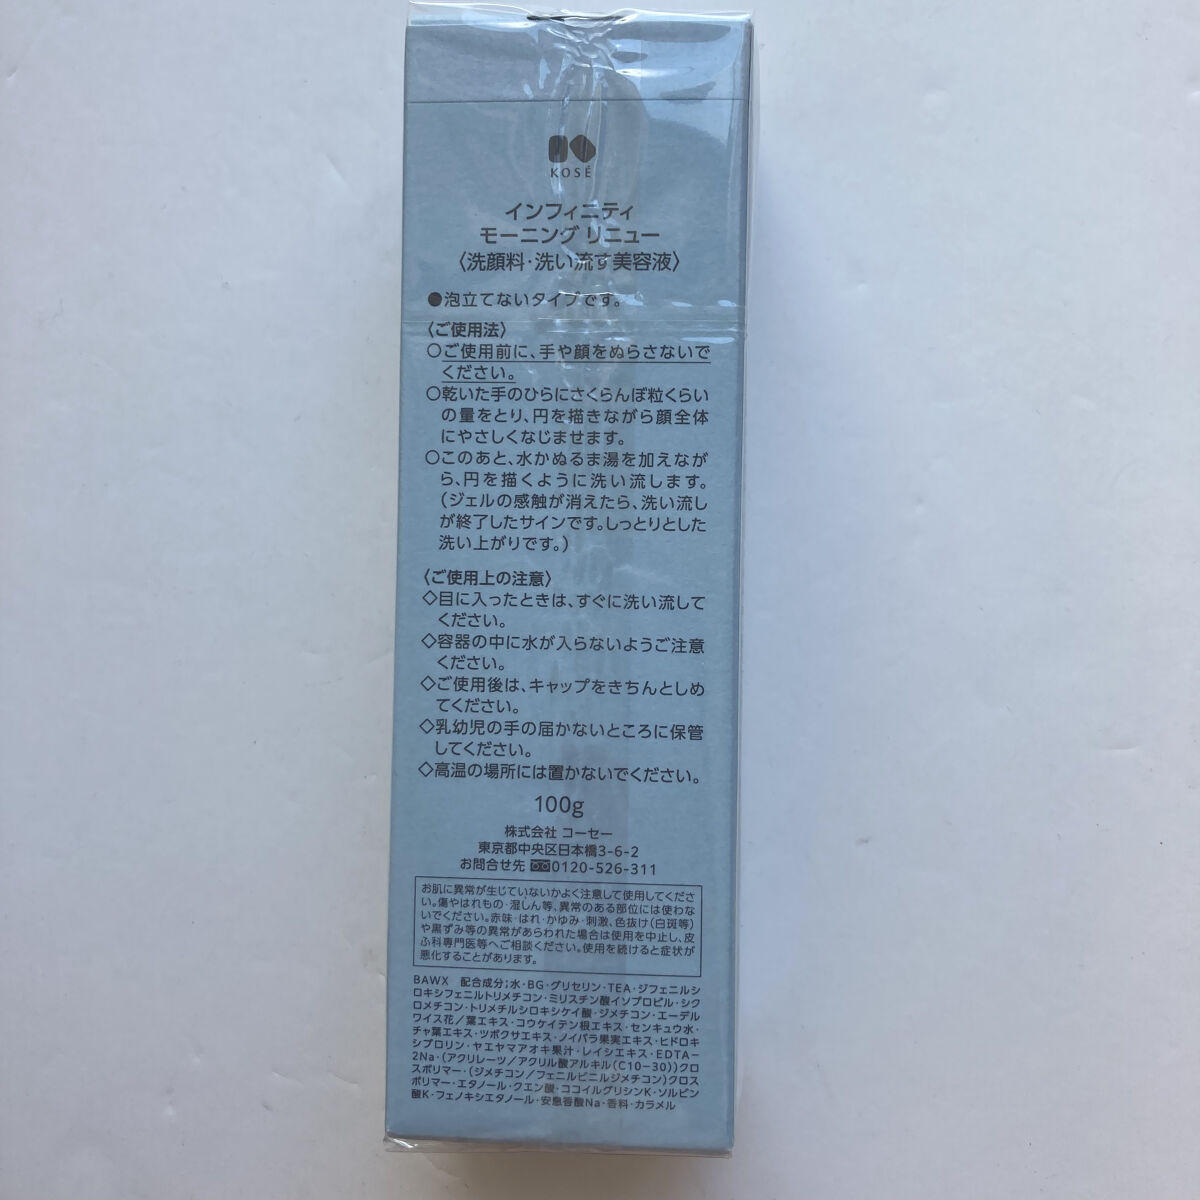 KOSÉ
インフィニティ
モーニング リニュー
〈洗顔料・洗い流す美容液〉
●泡立てないタイプです。
〈ご使用法〉
○ご使用前に、手や顔をぬらさないで
ください。
○乾いた手のひらにさくらんぼ粒くらい
の量をとり、円を描きながら顔全体
にやさしくなじませます。
○このあと、水かぬるま湯を加えなが
ら、円を描くように洗い流します。
(ジェルの感触が消えたら、洗い流し
が終了したサインです。しっとりとした
洗い上がりです。)
〈ご使用上の注意〉
◇目に入ったときは、すぐに洗い流して
ください。
◇容器の中に水が入らないようご注意
ください。
◇ご使用後は、キャップをきちんとしめ
てください。
◇乳幼児の手の届かないところに保管
してください。
◇高温の場所には置かないでください。
100g
株式会社 コーセー
東京都中央区日本橋3-6-2
お問合せ先 0120-526-311
お肌に異常が生じていないかよく注意して使用してくださ
い。傷やはれもの・湿しん等、異常のある部位には使わな
いでください。赤味・はれ・かゆみ・刺激、色抜け(白斑等)
や黒ずみ等の異常があらわれた場合は使用を中止し、皮
ふ科専門医等へご相談ください。使用を続けると症状が
悪化することがあります。
BAWX 配合成分;水・BG・グリセリン・TEA・ジフェニルシ
ロキシフェニルトリメチコン・ミリスチン酸イソプロピル・シク
ロメチコン・トリメチルシロキシケイ酸・ジメチコン・エーデル
ワイス花/葉エキス・コウケイテン根エキス・センキュウ水・
チャ葉エキス・ツボクサエキス・ノイバラ果実エキス・ヒドロキ
シプロリン・ヤエヤマアオキ果汁・レイシエキス・EDTA-
2Na・(アクリレーツ/アクリル酸アルキル(C10-30))クロ
スポリマー・(ジメチコン/フェニルビニルジメチコン)クロス
ポリマー・エタノール・クエン酸・ココイルグリシンK・ソルビン
酸K・フェノキシエタノール・安息香酸Na・香料・カラメル